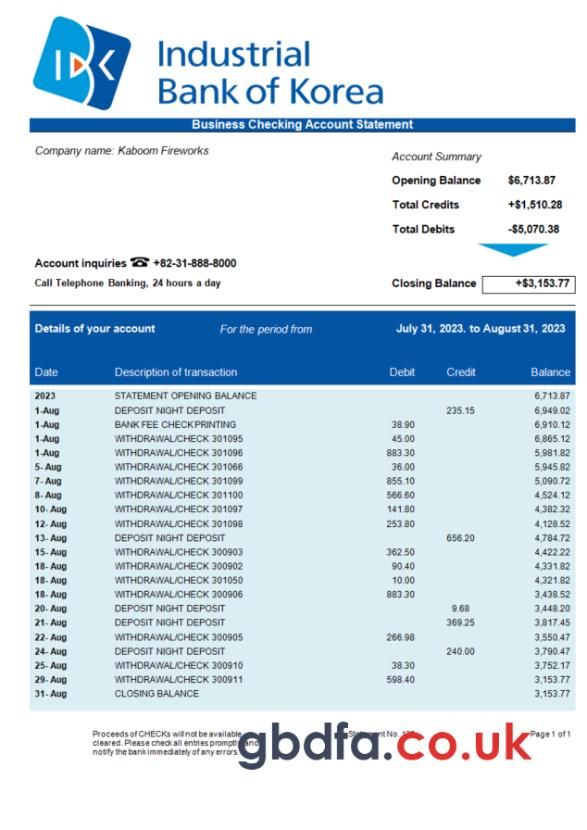 IBK
Industrial
Bank of Korea
Business Checking Account Statement
Company name: Kaboom Fireworks
Account Summary
Opening Balance $6,713.87
Total Credits +$1,510.28
Total Debits -$5,070.38
Account inquiries ☎ +82-31-888-8000
Call Telephone Banking, 24 hours a day
Closing Balance +$3,153.77
Details of your account For the period from July 31, 2023. to August 31, 2023
Date Description of transaction Debit Credit Balance
2023 STATEMENT OPENING BALANCE 6,713.87
1-Aug DEPOSIT NIGHT DEPOSIT 235.15 6,949.02
1-Aug BANK FEE CHECK PRINTING 38.90 6,910.12
1-Aug WITHDRAWAL/CHECK 301095 45.00 6,865.12
1-Aug WITHDRAWAL/CHECK 301096 883.30 5,981.82
5- Aug WITHDRAWAL/CHECK 301066 36.00 5,945.82
7- Aug WITHDRAWAL/CHECK 301099 855.10 5,090.72
8- Aug WITHDRAWAL/CHECK 301100 566.60 4,524.12
10- Aug WITHDRAWAL/CHECK 301097 141.80 4,382.32
12- Aug WITHDRAWAL/CHECK 301098 253.80 4,128.52
13- Aug DEPOSIT NIGHT DEPOSIT 656.20 4,784.72
15- Aug WITHDRAWAL/CHECK 300903 362.50 4,422.22
18- Aug WITHDRAWAL/CHECK 300902 90.40 4,331.82
18- Aug WITHDRAWAL/CHECK 301050 10.00 4,321.82
18- Aug WITHDRAWAL/CHECK 300906 883.30 3,438.52
20- Aug DEPOSIT NIGHT DEPOSIT 9.68 3,448.20
21- Aug DEPOSIT NIGHT DEPOSIT 369.25 3,817.45
22- Aug WITHDRAWAL/CHECK 300905 266.98 3,550.47
24- Aug DEPOSIT NIGHT DEPOSIT 240.00 3,790.47
25- Aug WITHDRAWAL/CHECK 300910 38.30 3,752.17
29- Aug WITHDRAWAL/CHECK 300911 598.40 3,153.77
31- Aug CLOSING BALANCE 3,153.77
Proceeds of CHECKs will not be available
cleared. Please check all entries promptly and
notify the bank immediately of any errors.
Statement No.
Page 1 of 1
gbdfa.co.uk